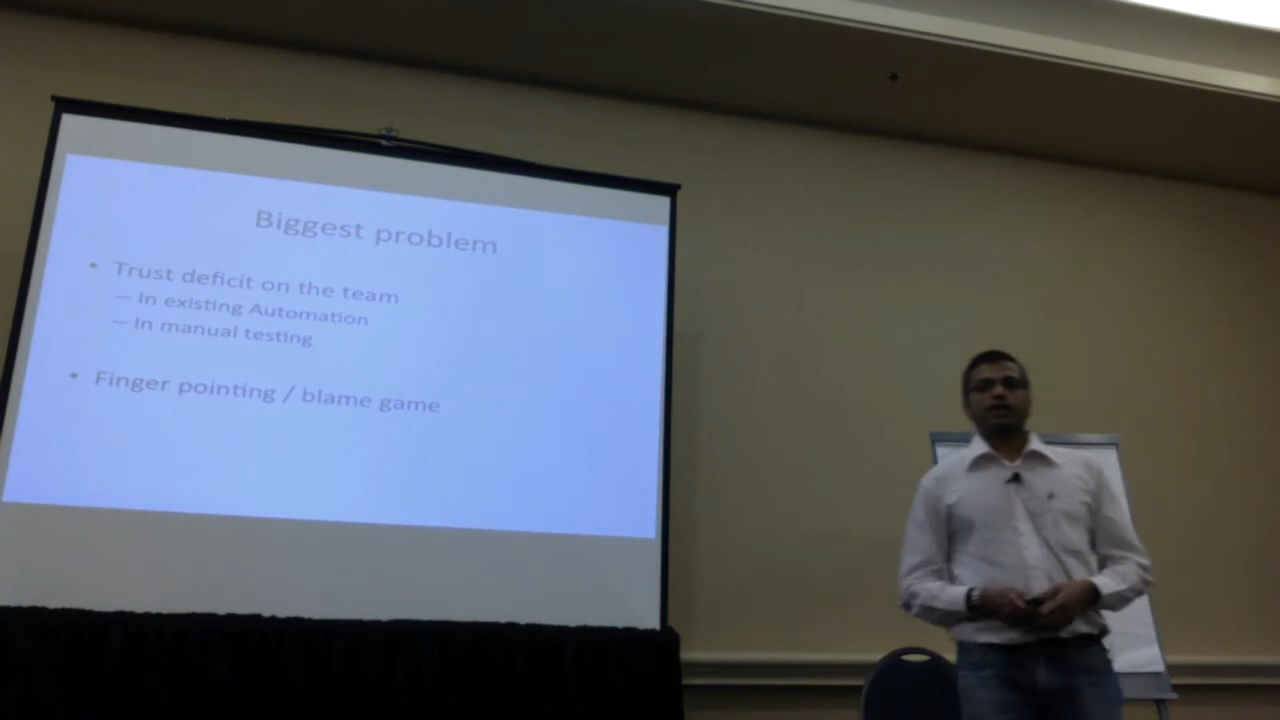 Biggest problem
• Trust deficit on the team
– In existing Automation
– In manual testing
• Finger pointing / blame game